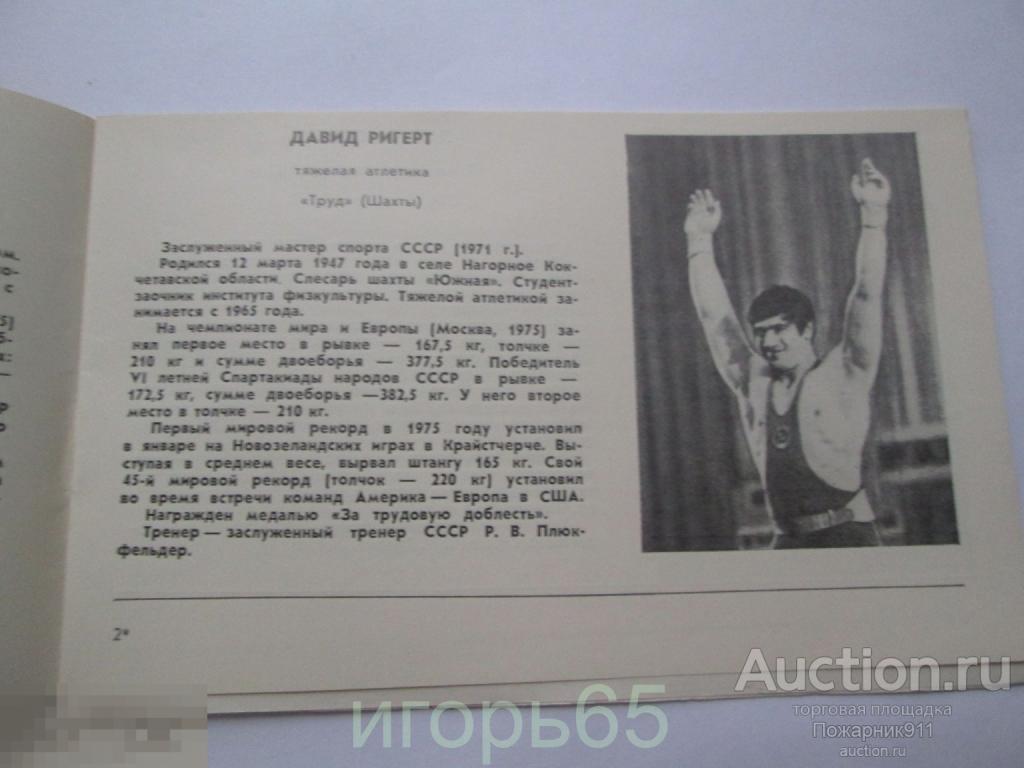 ом,
о-
с
5]
б-
я:
—
Р
о
и
ДАВИД РИГЕРТ
тяжелая атлетика
«Труд» (Шахты)
Заслуженный мастер спорта СССР [1971 г.].
Родился 12 марта 1947 года в селе Нагорное Кок-
четавской области. Слесарь шахты «Южная». Студент-
заочник института физкультуры. Тяжелой атлетикой за-
нимается с 1965 года.
На чемпионате мира и Европы [Москва, 1975] за-
нял первое место в рывке — 167,5 кг, толчке —
210 кг и сумме двоеборья — 377,5 кг. Победитель
VI летней Спартакиады народов СССР в рывке —
172,5 кг, сумме двоеборья —382,5 кг. У него второе
место в толчке — 210 кг.
Первый мировой рекорд в 1975 году установил
в январе на Новозеландских играх в Крайстчерче. Вы-
ступая в среднем весе, вырвал штангу 165 кг. Свой
45-й мировой рекорд [толчок — 220 кг] установил
во время встречи команд Америка — Европа в США.
Награжден медалью «За трудовую доблесть».
Тренер — заслуженный тренер СССР Р. В. Плюк-
фельдер.
2*
Auction.ru
торговая площадка
Пожарник911
auction.ru
игорь65